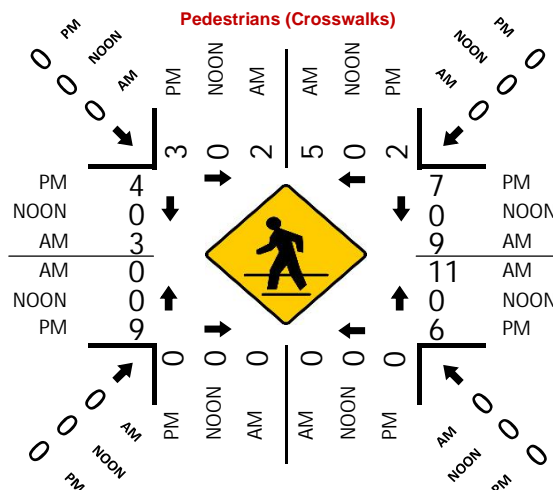 Pedestrians (Crosswalks)
0 PM
0 NOON
0 AM
PM NOON AM AM NOON PM
PM 0
NOON 0
AM 0
3 0 2 5 0 2
PM 4 7 PM
NOON 0 0 NOON
AM 3 9 AM
AM 0 11 AM
NOON 0 0 NOON
PM 9 6 PM
0 0 0 0 0 0
PM NOON AM AM NOON PM
0 AM
0 NOON
0 PM
AM 0
NOON 0
PM 0